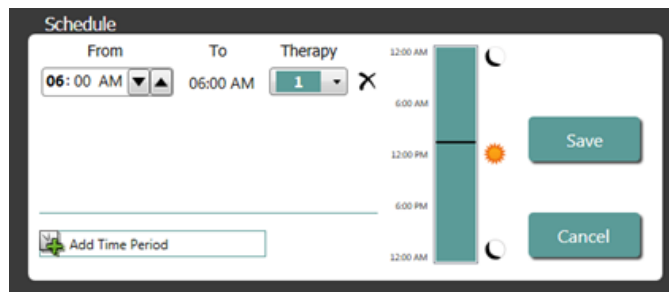 Schedule
From To Therapy
06:00 AM 06:00 AM 1
Add Time Period
12:00 AM
6:00 AM
12:00 PM
6:00 PM
12:00 AM
Save
Cancel